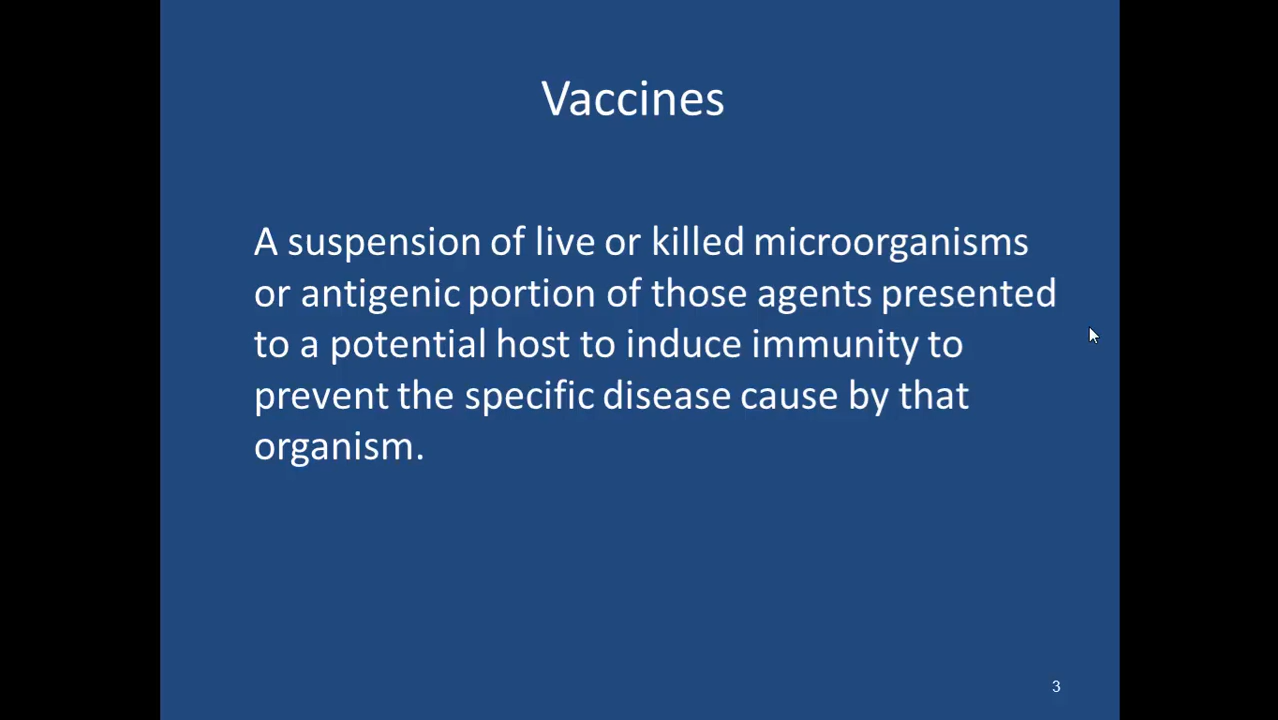 Vaccines
A suspension of live or killed microorganisms
or antigenic portion of those agents presented
to a potential host to induce immunity to
prevent the specific disease cause by that
organism.
3